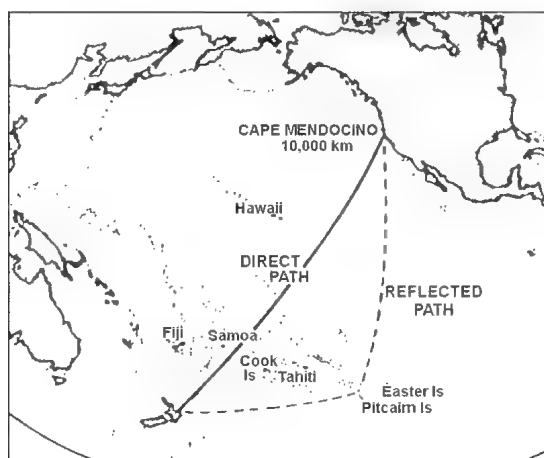 CAPE MENDOCINO
10,000 km
Hawaii
DIRECT
PATH
REFLECTED
PATH
Fiji
Samoa
Cook
Is
Tahiti
Easter Is
Pitcairn Is